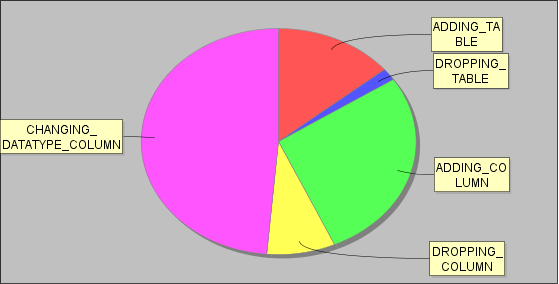 ADDING_TA
BLE
DROPPING_
TABLE
CHANGING_
DATATYPE_COLUMN
ADDING_CO
LUMN
DROPPING_
COLUMN